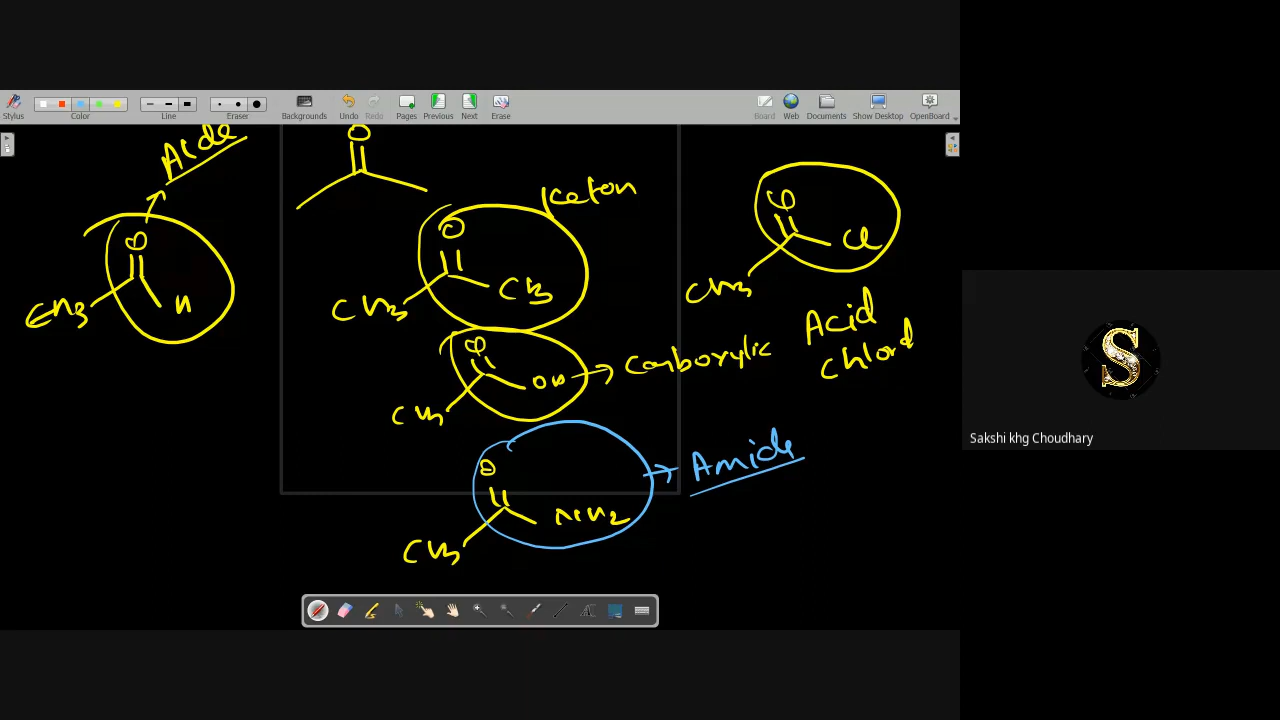 Stylus
Color
Line
Eraser
Backgrounds
Undo
Redo
Pages
Previous
Next
Erase
Board
Web
Documents
Show Desktop
OpenBoard
Alde
O
H
CH3
O
Keton
O
CH3
CH3
O
Cl
CH3
Acid
Chlord
O
OH
Carboxylic
CH3
O
NH2
CH3
Amide
S
Sakshi khg Choudhary